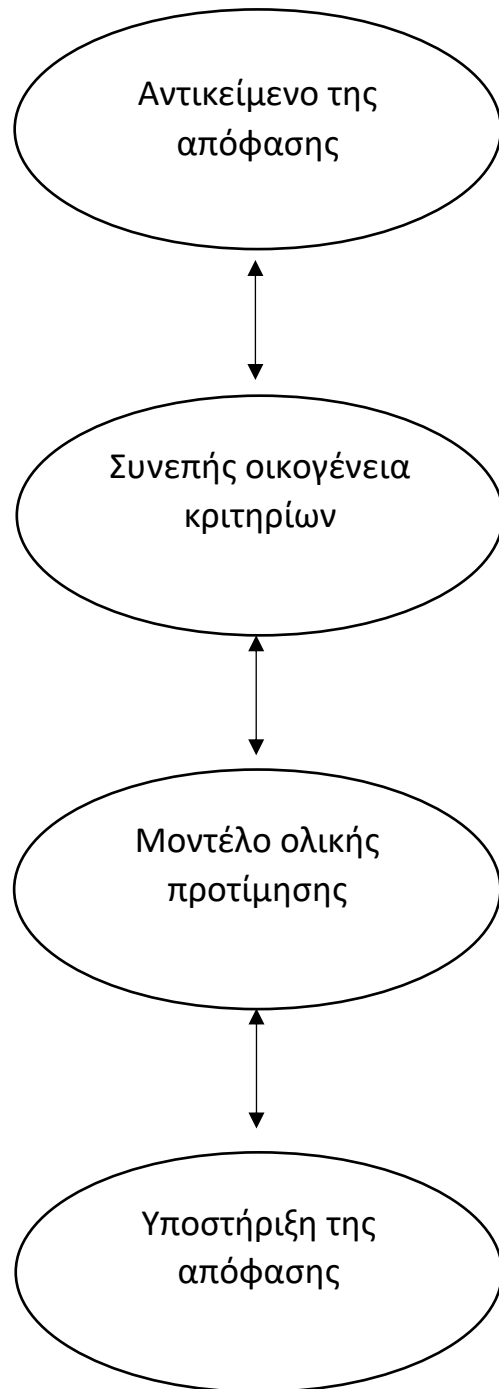 Αντικείμενο της
απόφασης
Συνεπής οικογένεια
κριτηρίων
Μοντέλο ολικής
προτίμησης
Υποστήριξη της
απόφασης